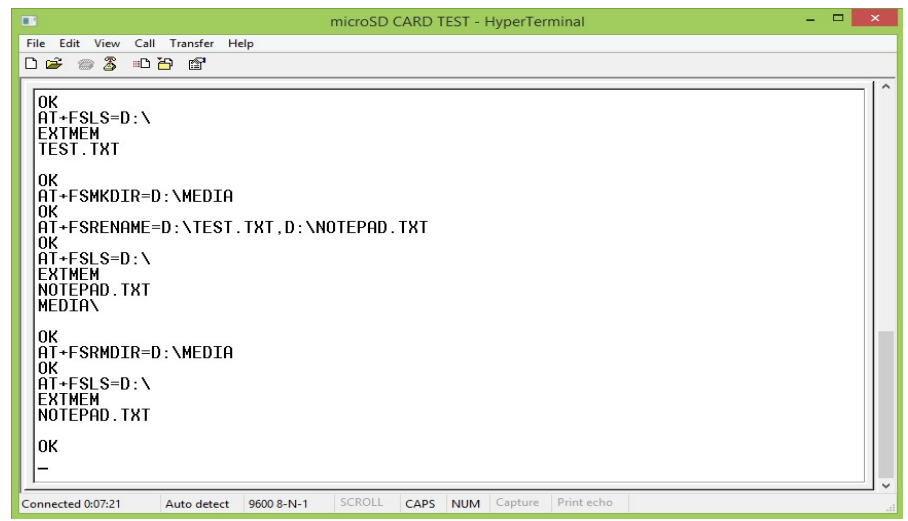 microSD CARD TEST - HyperTerminal
File Edit View Call Transfer Help
OK
AT+FSLS=D:\
EXTMEM
TEST.TXT
OK
AT+FSMKDIR=D:\MEDIA
OK
AT+FSRENAME=D:\TEST.TXT,D:\NOTEPAD.TXT
OK
AT+FSLS=D:\
EXTMEM
NOTEPAD.TXT
MEDIA\
OK
AT+FSRMDIR=D:\MEDIA
OK
AT+FSLS=D:\
EXTMEM
NOTEPAD.TXT
OK
_
Connected 0:07:21 Auto detect 9600 8-N-1 SCROLL CAPS NUM Capture Print echo